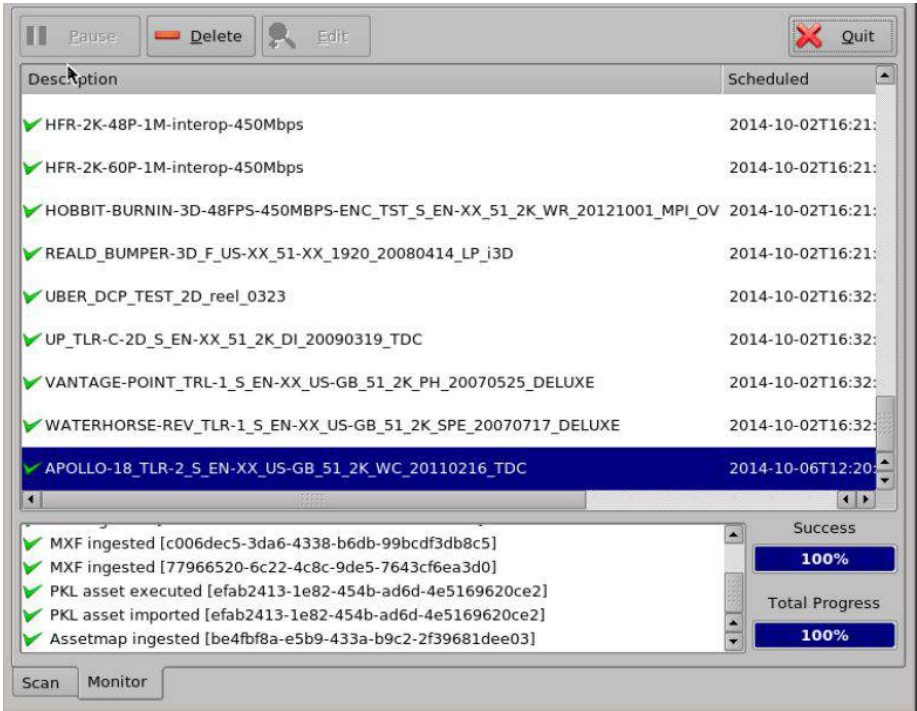 Pause Delete Edit Quit
Description Scheduled
HFR-2K-48P-1M-interop-450Mbps 2014-10-02T16:21:
HFR-2K-60P-1M-interop-450Mbps 2014-10-02T16:21:
HOBBIT-BURNIN-3D-48FPS-450MBPS-ENC_TST_S_EN-XX_51_2K_WR_20121001_MPI_OV 2014-10-02T16:21:
REALD_BUMPER-3D_F_US-XX_51-XX_1920_20080414_LP_i3D 2014-10-02T16:21:
UBER_DCP_TEST_2D_reel_0323 2014-10-02T16:32:
UP_TLR-C-2D_S_EN-XX_51_2K_DI_20090319_TDC 2014-10-02T16:32:
VANTAGE-POINT_TRL-1_S_EN-XX_US-GB_51_2K_PH_20070525_DELUXE 2014-10-02T16:32:
WATERHORSE-REV_TLR-1_S_EN-XX_US-GB_51_2K_SPE_20070717_DELUXE 2014-10-02T16:32:
APOLLO-18_TLR-2_S_EN-XX_US-GB_51_2K_WC_20110216_TDC 2014-10-06T12:20:
MXF ingested [c006dec5-3da6-4338-b6db-99bcdf3db8c5]
MXF ingested [77966520-6c22-4c8c-9de5-7643cf6ea3d0]
PKL asset executed [efab2413-1e82-454b-ad6d-4e5169620ce2]
PKL asset imported [efab2413-1e82-454b-ad6d-4e5169620ce2]
Assetmap ingested [be4fbf8a-e5b9-433a-b9c2-2f39681dee03]
Success
100%
Total Progress
100%
Scan Monitor